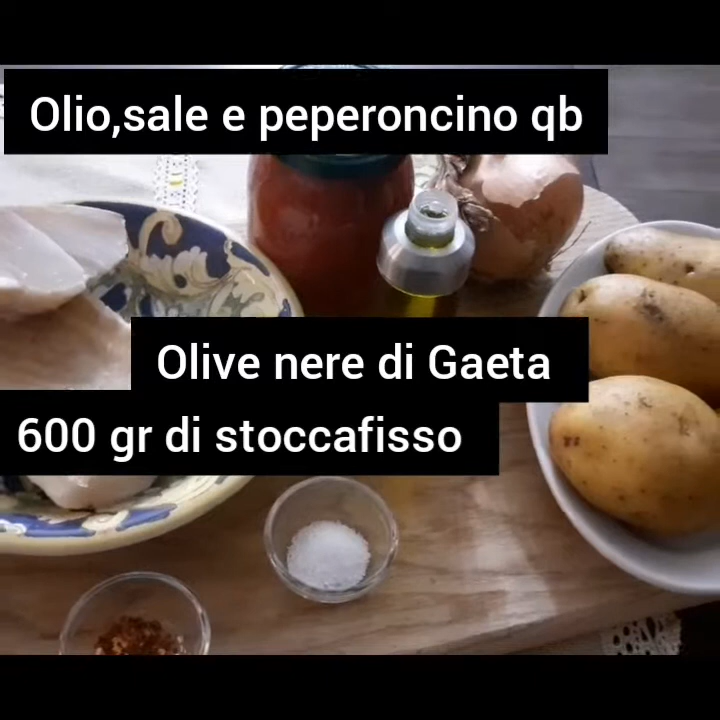 Olio,sale e peperoncino qb
Olive nere di Gaeta
600 gr di stoccafisso